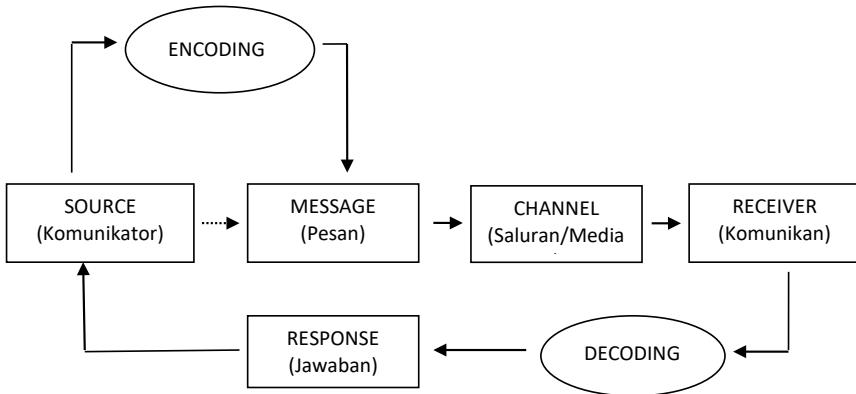 ENCODING
SOURCE
(Komunikator)
MESSAGE
(Pesan)
CHANNEL
(Saluran/Media
RECEIVER
(Komunikan)
RESPONSE
(Jawaban)
DECODING